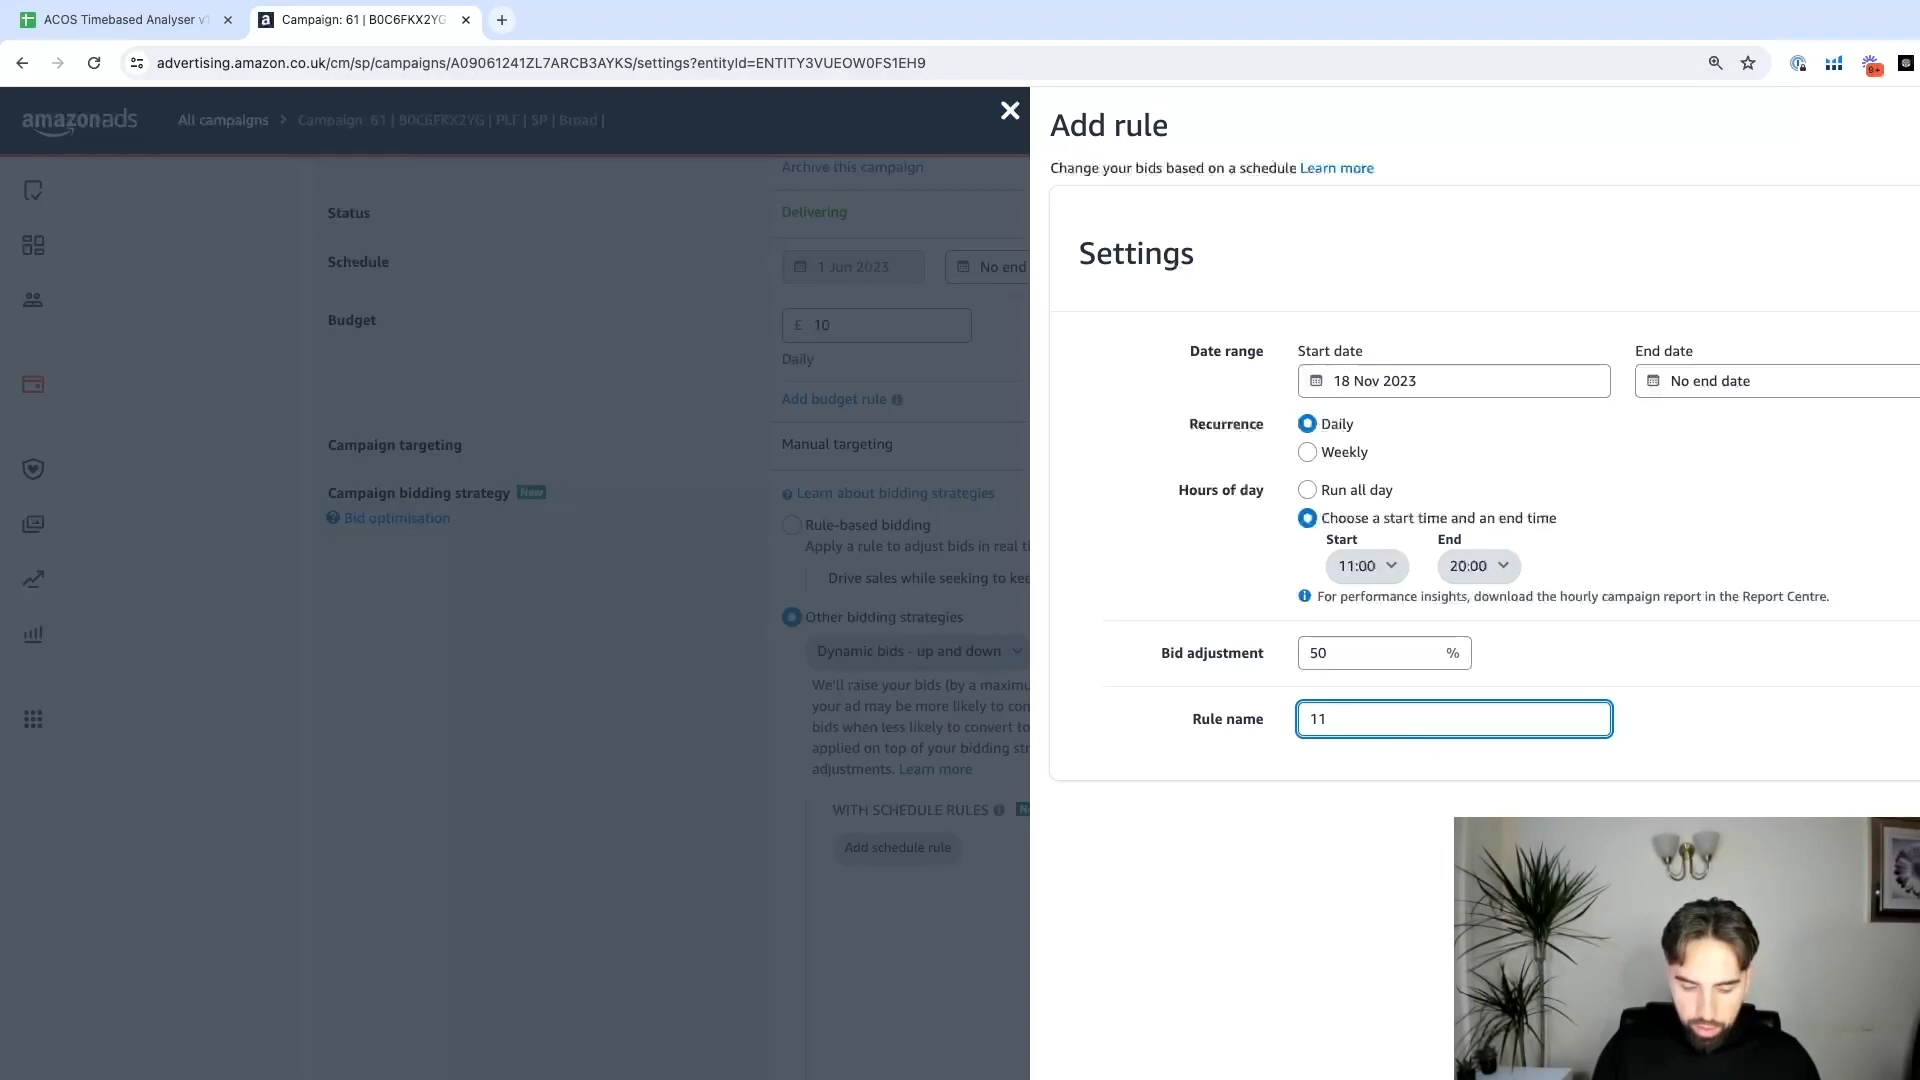 ACOS Timebased Analyser v1
Campaign: 61 | B0C6FKX2YG
advertising.amazon.co.uk/cm/sp/campaigns/A09061241ZL7ARCB3AYKS/settings?entityId=ENTITY3VUEOW0FS1EH9
9+
amazonads
All campaigns
Campaign: 61 | B0C6FKX2YG | PLF | SP | Broad |
Archive this campaign
Status
Delivering
Schedule
1 Jun 2023
No end
Budget
£ 10
Daily
Add budget rule
Campaign targeting
Manual targeting
Campaign bidding strategy New
Bid optimisation
Learn about bidding strategies
Rule-based bidding
Apply a rule to adjust bids in real ti
Drive sales while seeking to kee
Other bidding strategies
Dynamic bids - up and down
We'll raise your bids (by a maximu
your ad may be more likely to con
bids when less likely to convert to
applied on top of your bidding str
adjustments. Learn more
WITH SCHEDULE RULES
Add schedule rule
Add rule
Change your bids based on a schedule Learn more
Settings
Date range
Start date
End date
18 Nov 2023
No end date
Recurrence
Daily
Weekly
Hours of day
Run all day
Choose a start time and an end time
Start
End
11:00
20:00
For performance insights, download the hourly campaign report in the Report Centre.
Bid adjustment
50 %
Rule name
11